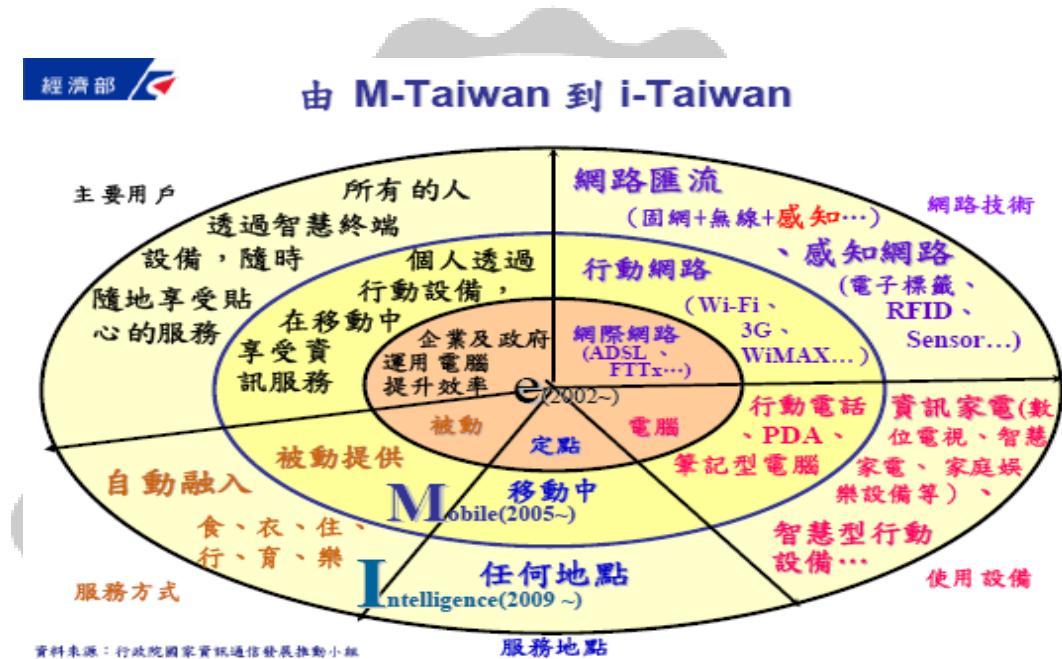 經濟部
由 M-Taiwan 到 i-Taiwan
主要用戶
所有的人
透過智慧終端
設備，隨時
隨地享受貼
心的服務
個人透過
行動設備，
在移動中
享受資
訊服務
企業及政府
運用電腦
提升效率
網路匯流
(固網+無線+感知…)
、感知網路
(電子標籤、
RFID、
Sensor…)
網路技術
行動網路
(Wi-Fi、
3G、
WiMAX…)
網際網路
(ADSL、
FTTx…)
e(2002~)
被動
定點
電腦
行動電話
、PDA、
筆記型電腦
資訊家電(數
位電視、智慧
家電、家庭娛
樂設備等)、
智慧型行動
設備…
使用設備
被動提供
移動中
Mobile(2005~)
自動融入
食、衣、住、
行、育、樂
服務方式
任何地點
Intelligence(2009 ~)
服務地點
資料來源：行政院國家資訊通信發展推動小組